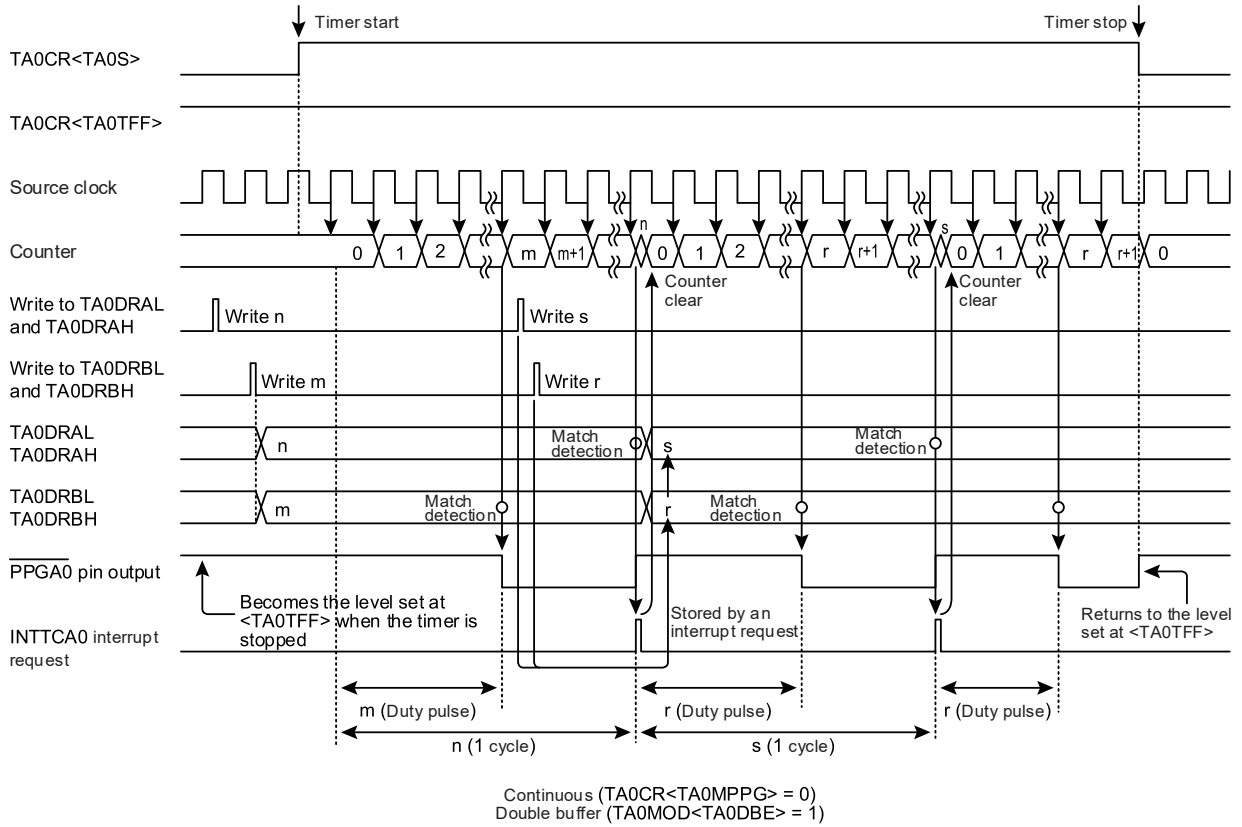 Timer start
Timer stop
TA0CR<TA0S>
TA0CR<TA0TFF>
Source clock
n
s
Counter
0 1 2 m m+1 0 1 2 r r+1 0 1 r r+1 0
Counter
clear
Counter
clear
Write to TA0DRAL
and TA0DRAH
Write n
Write s
Write to TA0DRBL
and TA0DRBH
Write m
Write r
TA0DRAL
TA0DRAH
n
Match
detection
s
Match
detection
TA0DRBL
TA0DRBH
m
Match
detection
r
Match
detection
PPGA0 pin output
Becomes the level set at
<TA0TFF> when the timer is
stopped
Stored by an
interrupt request
Returns to the level
set at <TA0TFF>
INTTCA0 interrupt
request
m (Duty pulse)
r (Duty pulse)
r (Duty pulse)
n (1 cycle)
s (1 cycle)
Continuous (TA0CR<TA0MPPG> = 0)
Double buffer (TA0MOD<TA0DBE> = 1)